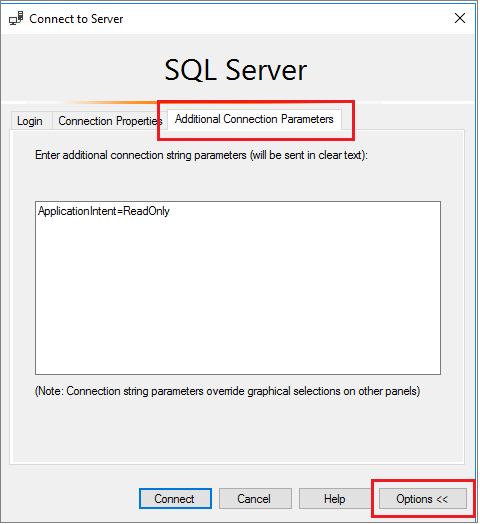 Connect to Server
SQL Server
Login Connection Properties Additional Connection Parameters
Enter additional connection string parameters (will be sent in clear text):
ApplicationIntent=ReadOnly
(Note: Connection string parameters override graphical selections on other panels)
Connect Cancel Help Options <<